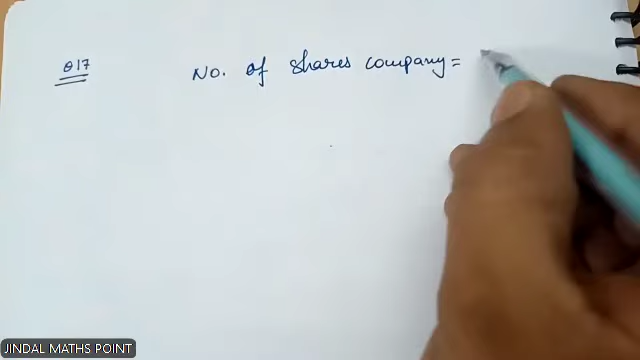 Q17 No. of shares company =
JINDAL MATHS POINT